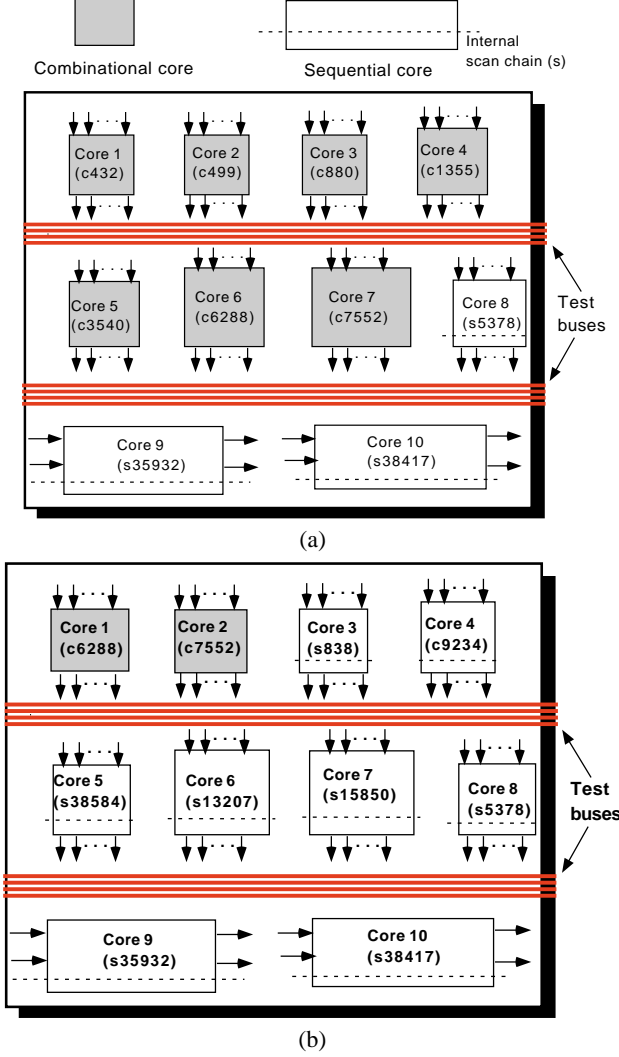 Combinational core
Sequential core
Internal
scan chain (s)
Core 1
(c432)
Core 2
(c499)
Core 3
(c880)
Core 4
(c1355)
Core 5
(c3540)
Core 6
(c6288)
Core 7
(c7552)
Core 8
(s5378)
Test
buses
Core 9
(s35932)
Core 10
(s38417)
(a)
Core 1
(c6288)
Core 2
(c7552)
Core 3
(s838)
Core 4
(c9234)
Core 5
(s38584)
Core 6
(s13207)
Core 7
(s15850)
Core 8
(s5378)
Test
buses
Core 9
(s35932)
Core 10
(s38417)
(b)